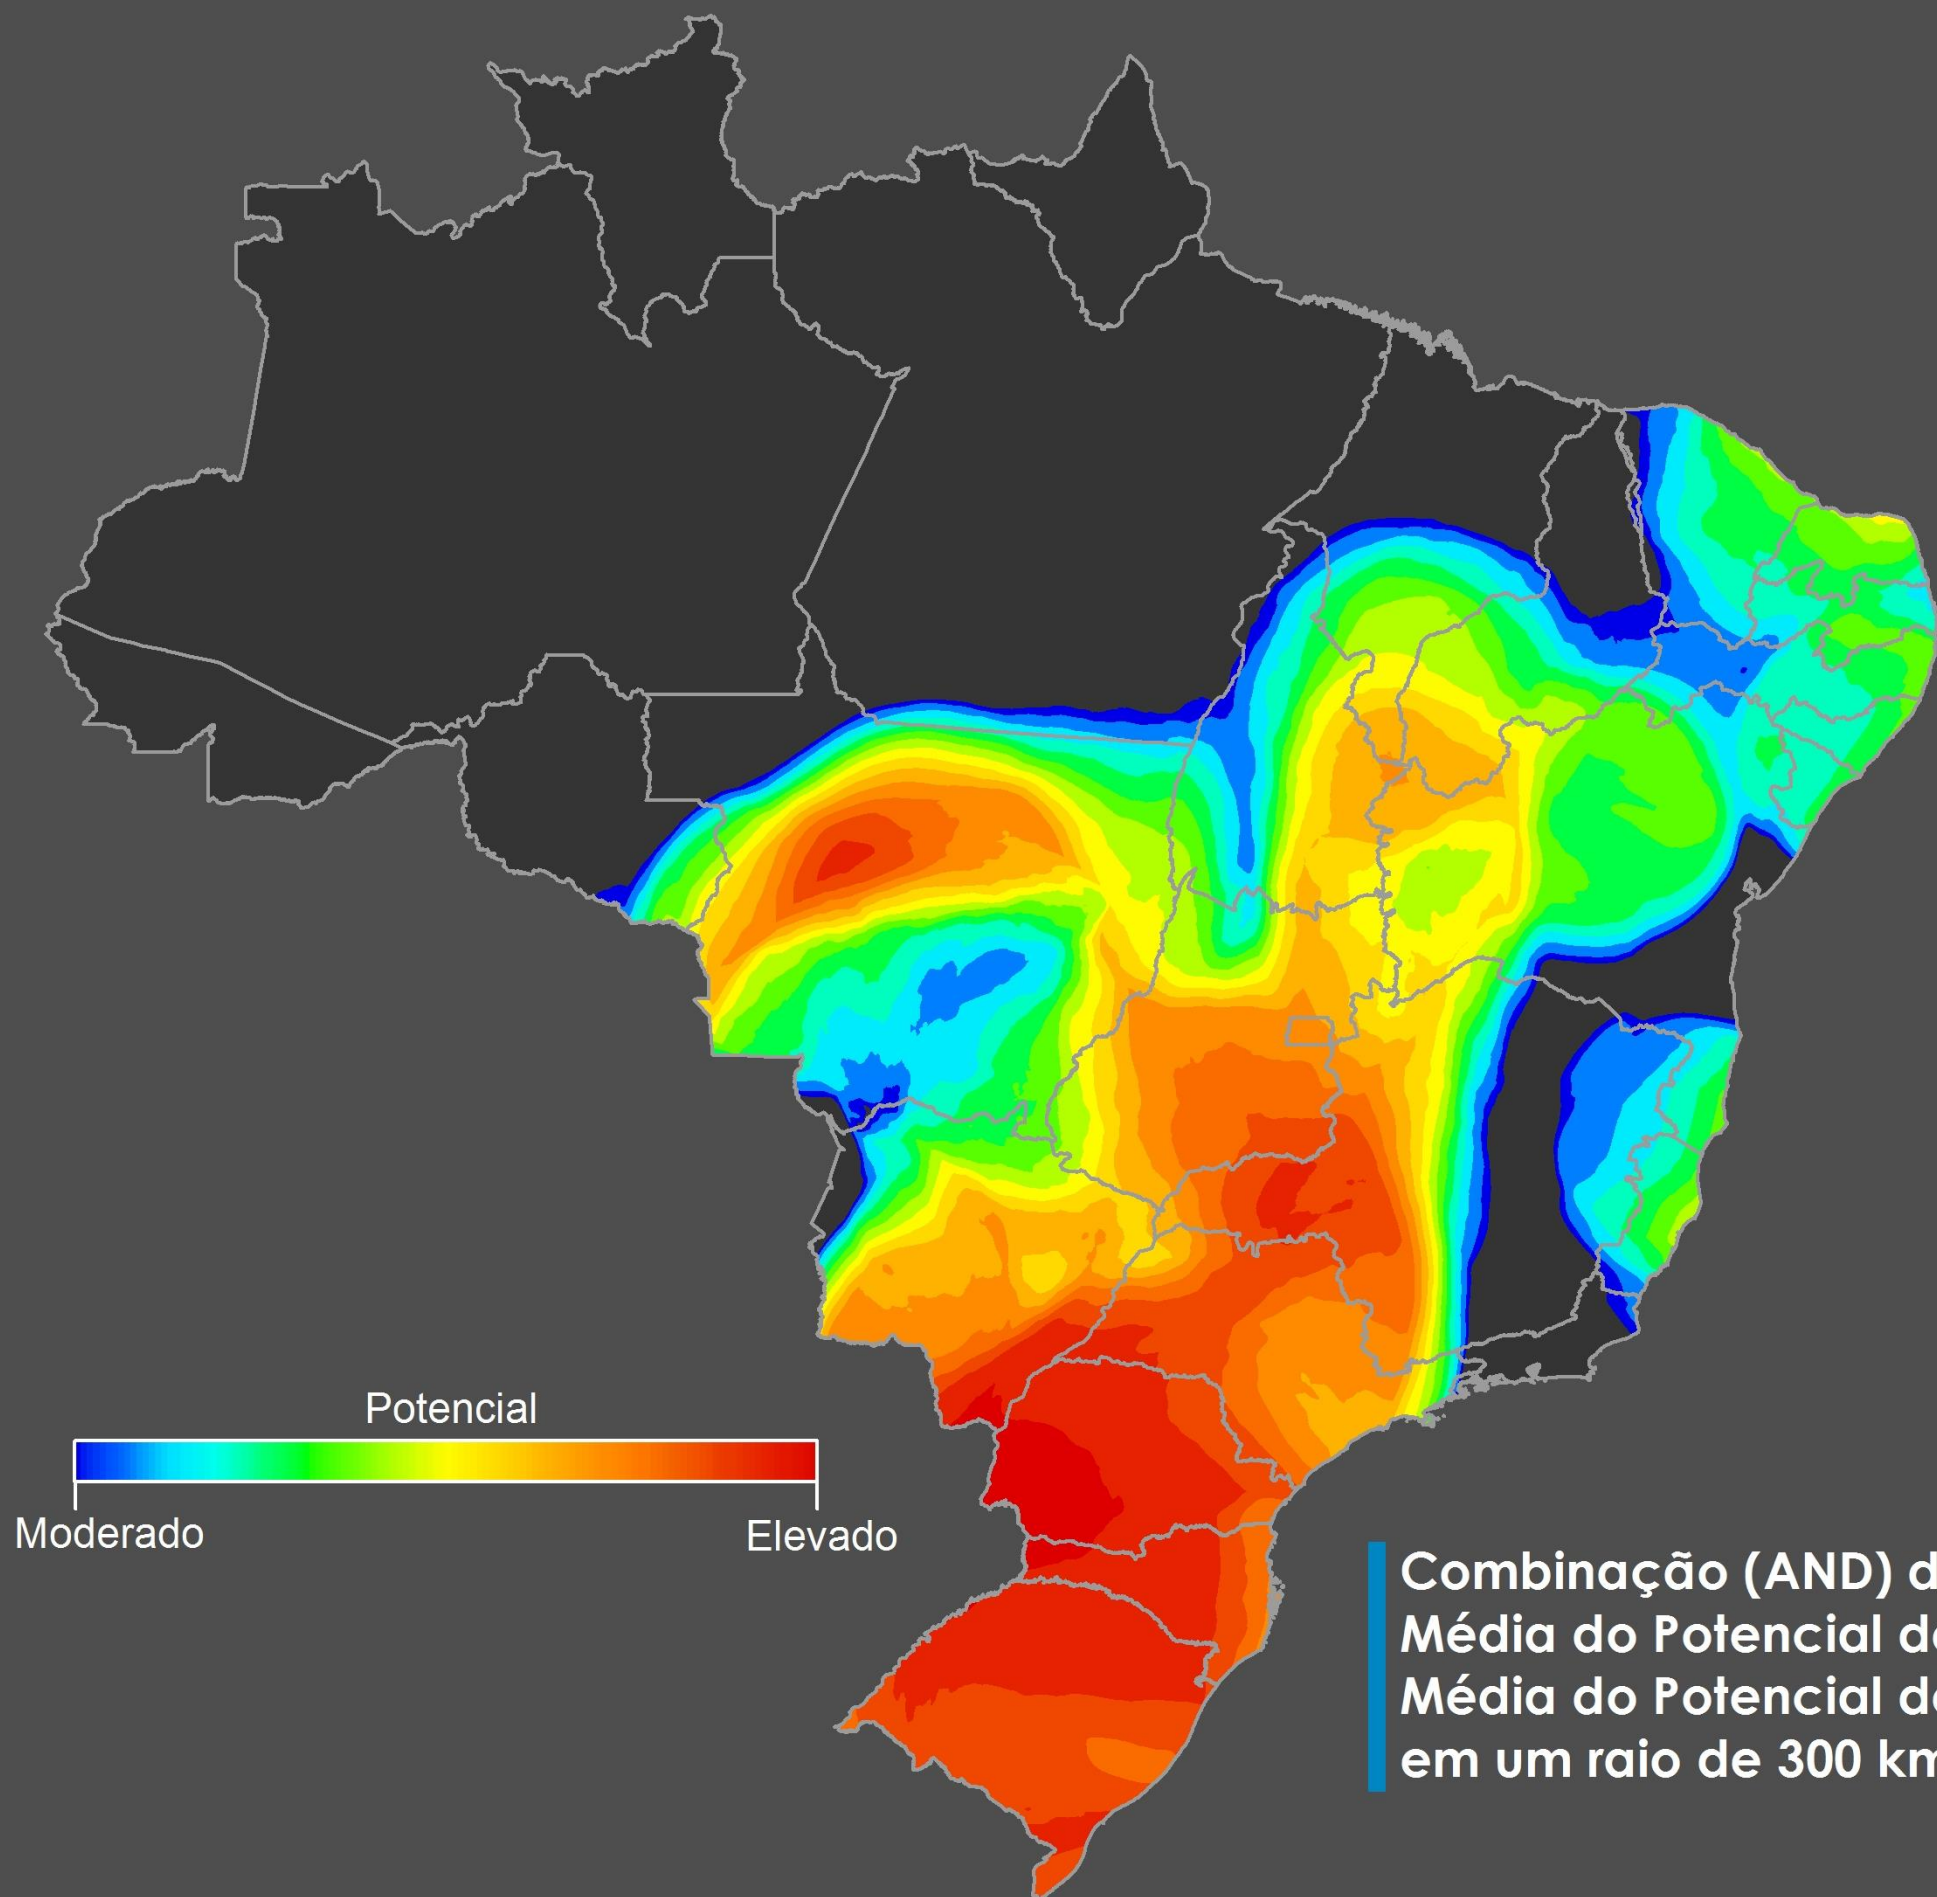 Potencial
Moderado
Elevado
Combinação (AND) d
Média do Potencial d
Média do Potencial d
em um raio de 300 km